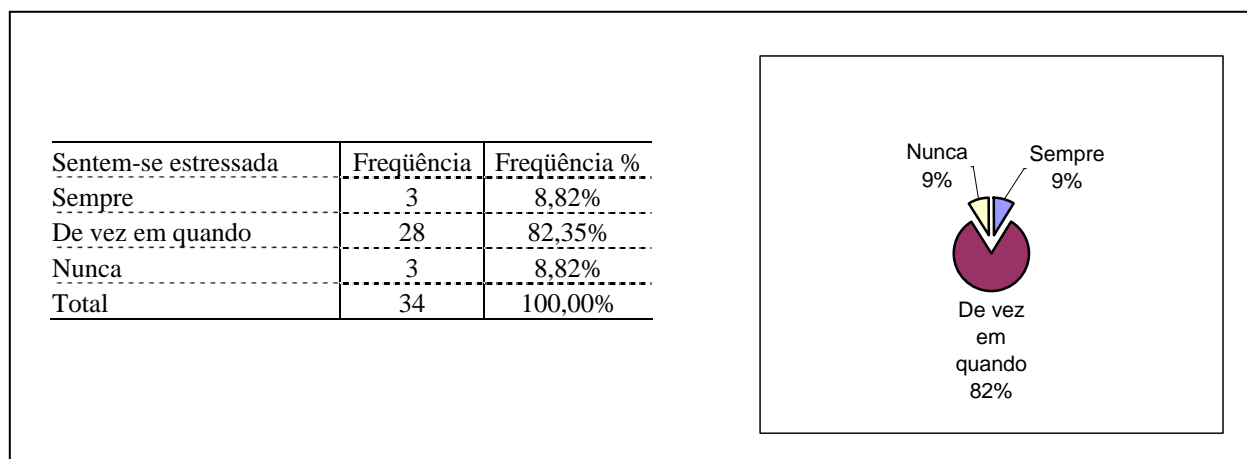 Sentem-se estressada Freqüência Freqüência %
Sempre 3 8,82%
De vez em quando 28 82,35%
Nunca 3 8,82%
Total 34 100,00%
Nunca
9%
Sempre
9%
De vez
em
quando
82%